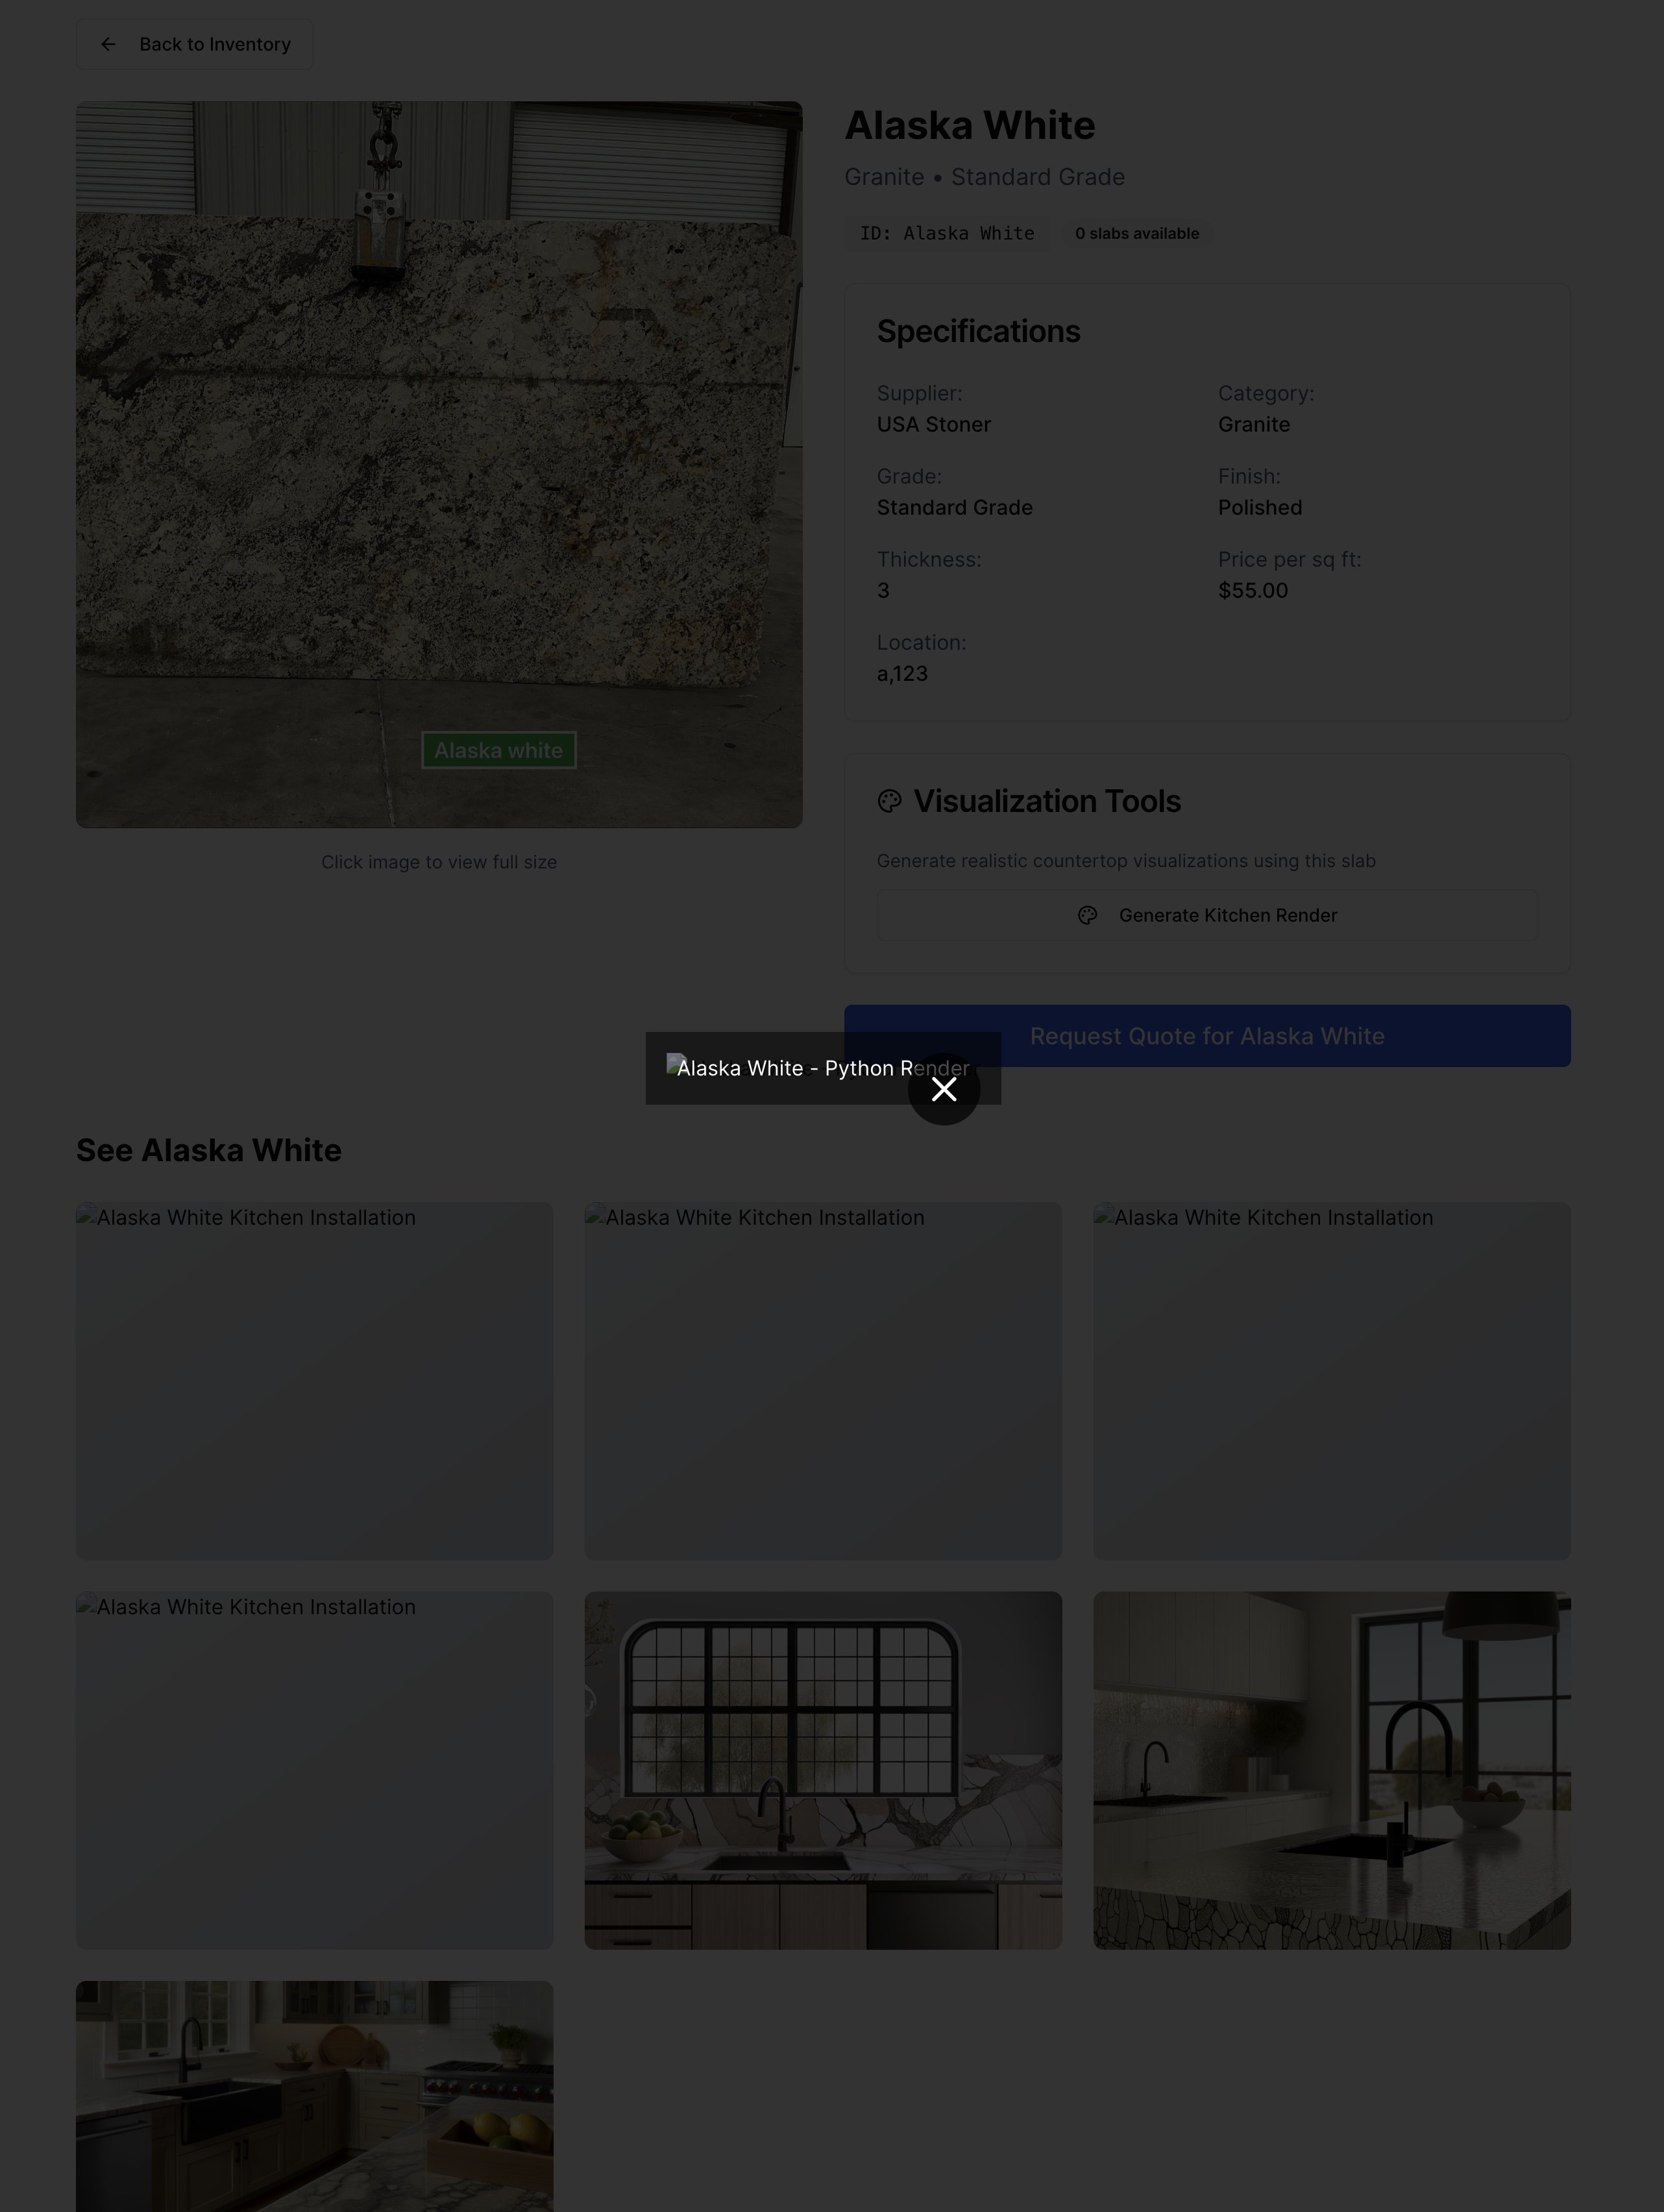 Back to Inventory
Alaska White
Granite • Standard Grade
ID: Alaska White
0 slabs available
Specifications
Supplier:
USA Stoner
Category:
Granite
Grade:
Standard Grade
Finish:
Polished
Thickness:
3
Price per sq ft:
$55.00
Location:
a,123
Alaska white
Click image to view full size
Visualization Tools
Generate realistic countertop visualizations using this slab
Generate Kitchen Render
Request Quote for Alaska White
Alaska White - Python Render
See Alaska White
Alaska White Kitchen Installation
Alaska White Kitchen Installation
Alaska White Kitchen Installation
Alaska White Kitchen Installation